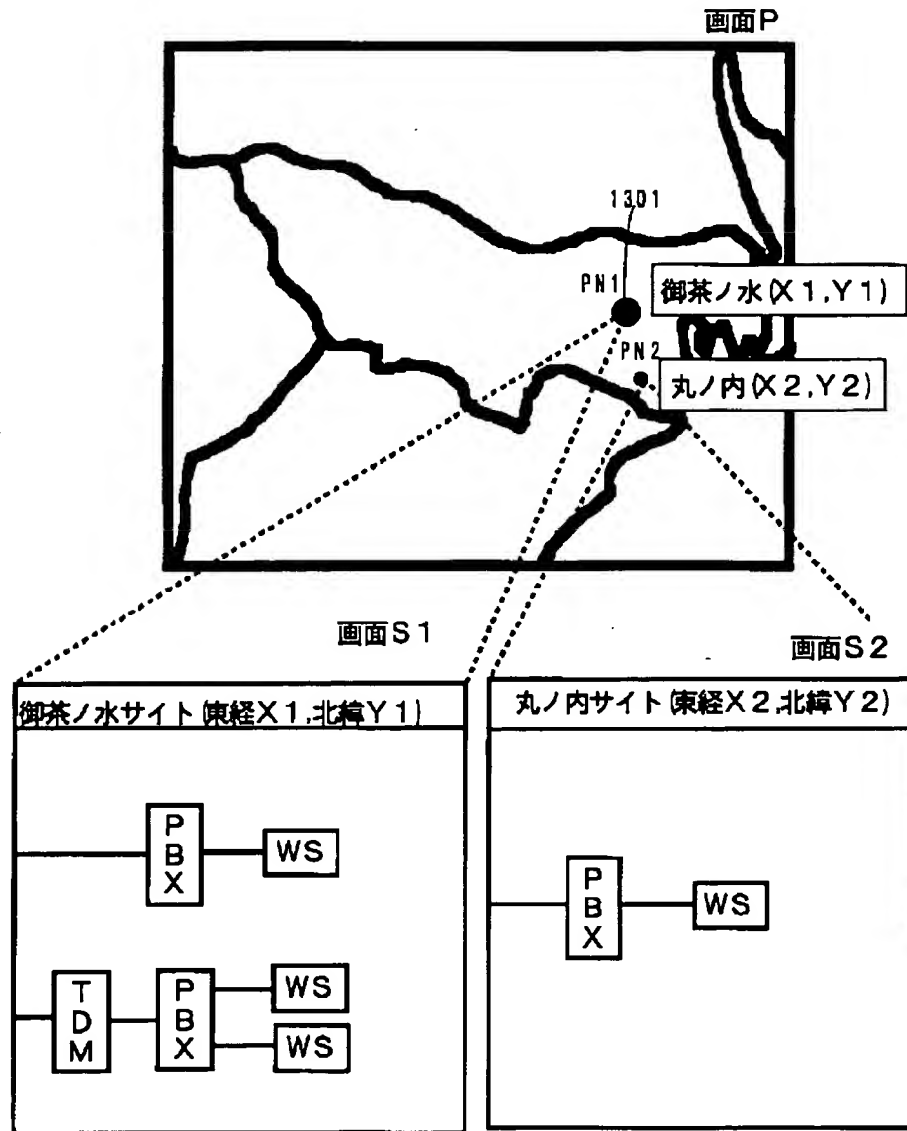 画面P
1301
PN1
御茶ノ水(X1,Y1)
PN2
丸ノ内(X2,Y2)
画面S1
画面S2
御茶ノ水サイト(東経X1,北緯Y1)
PBX
WS
TDM
PBX
WS
WS
丸ノ内サイト(東経X2,北緯Y2)
PBX
WS